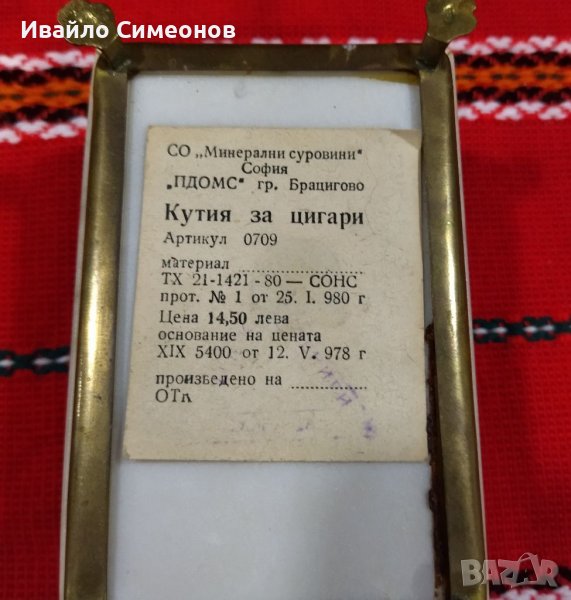 Ивайло Симеонов
СО „Минерални суровини"
София
„ПДОМС" гр. Брацигово
Кутия за цигари
Артикул 0709
материал
ТХ 21-1421-80 — СОНС
прот. № 1 от 25. I. 980 г
Цена 14,50 лева
основание на цената
XIX 5400 от 12. V. 978 г
произведено на
ОТК
BAZAR